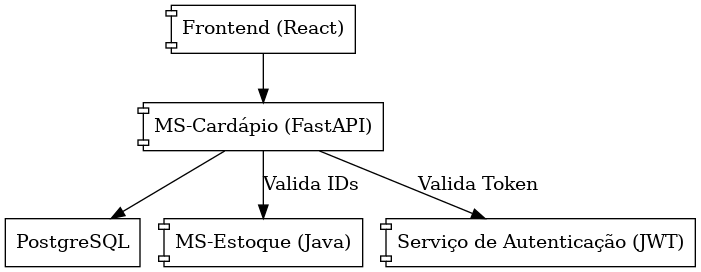 Frontend (React)
MS-Cardápio (FastAPI)
Valida IDs
Valida Token
PostgreSQL
MS-Estoque (Java)
Serviço de Autenticação (JWT)